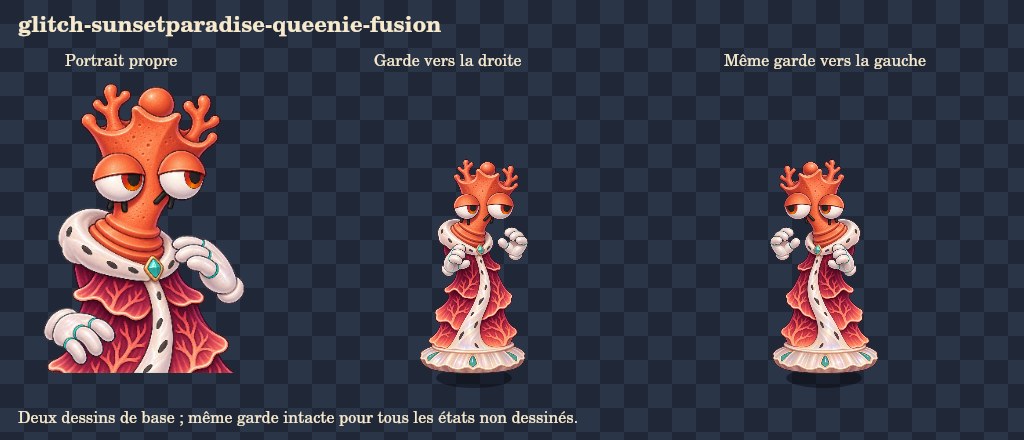 glitch-sunsetparadise-queenie-fusion
Portrait propre
Garde vers la droite
Même garde vers la gauche
Deux dessins de base ; même garde intacte pour tous les états non dessinés.